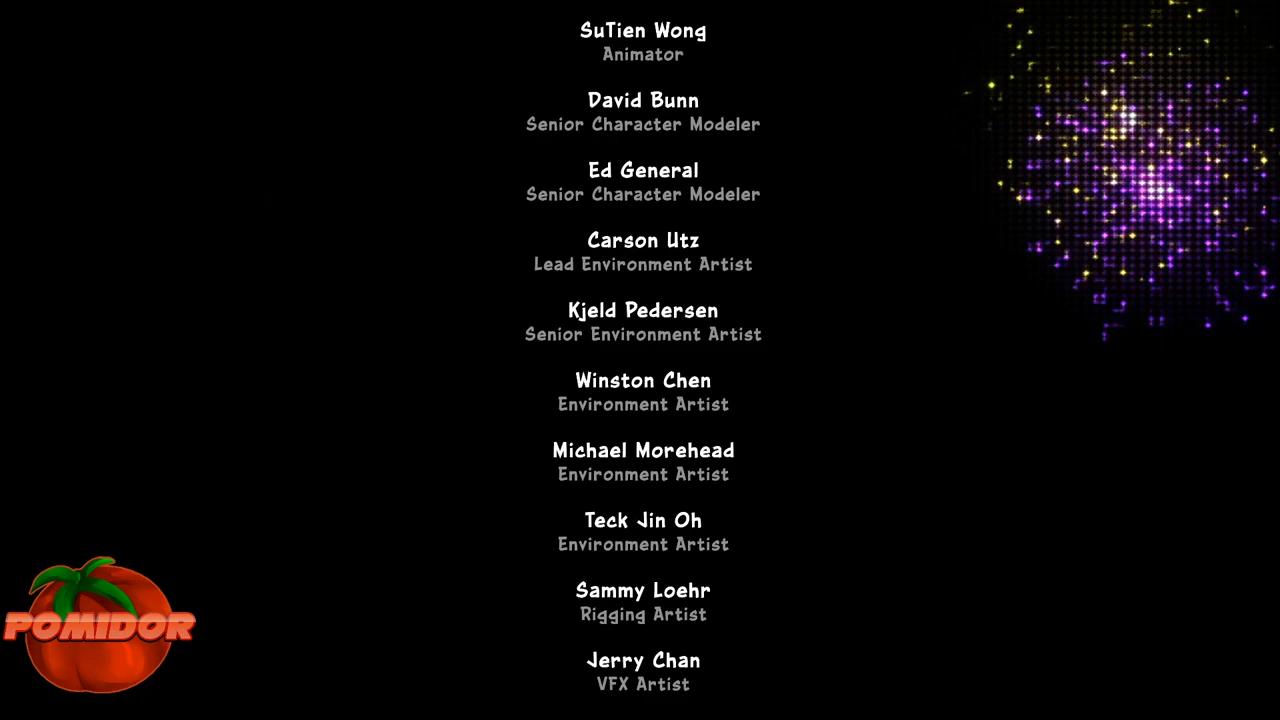 SuTien Wong
Animator
David Bunn
Senior Character Modeler
Ed General
Senior Character Modeler
Carson Utz
Lead Environment Artist
Kjeld Pedersen
Senior Environment Artist
Winston Chen
Environment Artist
Michael Morehead
Environment Artist
Teck Jin Oh
Environment Artist
Sammy Loehr
Rigging Artist
Jerry Chan
VFX Artist
POMIDOR